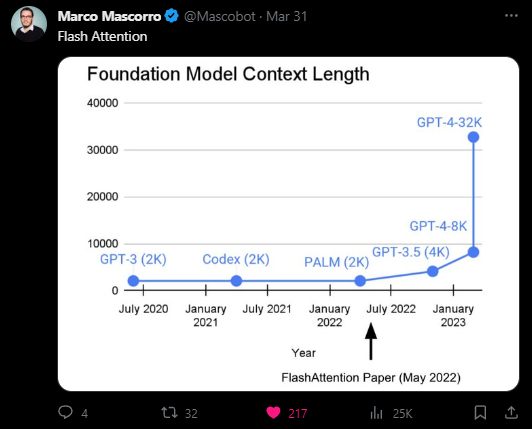 Marco Mascorro @Mascobot · Mar 31
Flash Attention
Foundation Model Context Length
40000
GPT-4-32K
30000
20000
GPT-4-8K
10000
GPT-3 (2K) Codex (2K) PALM (2K) GPT-3.5 (4K)
0
July 2020 January 2021 July 2021 January 2022 July 2022 January 2023
Year
FlashAttention Paper (May 2022)
4 32 217 25K